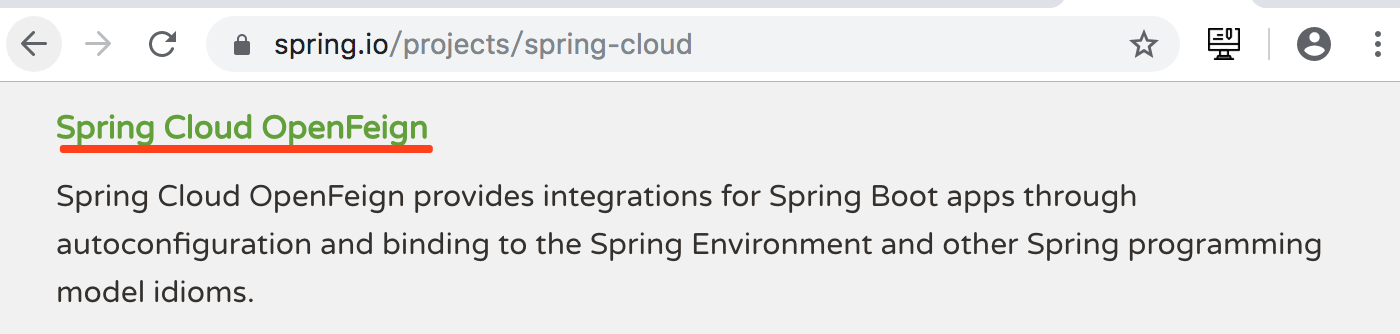 spring.io/projects/spring-cloud
Spring Cloud OpenFeign
Spring Cloud OpenFeign provides integrations for Spring Boot apps through
autoconfiguration and binding to the Spring Environment and other Spring programming
model idioms.